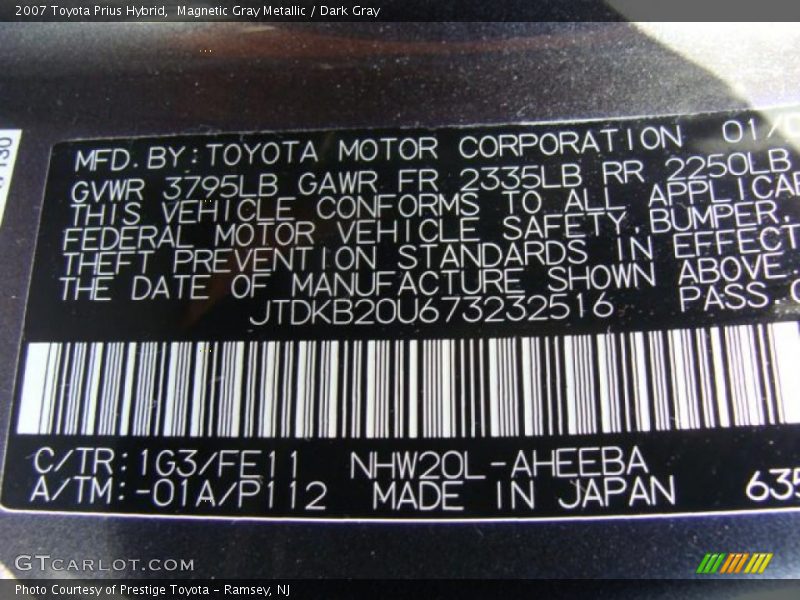 2007 Toyota Prius Hybrid, Magnetic Gray Metallic / Dark Gray
MFD. BY: TOYOTA MOTOR CORPORATION 01/0
GVWR 3795LB GAWR FR 2335LB RR 2250LB
THIS VEHICLE CONFORMS TO ALL APPLICA
FEDERAL MOTOR VEHICLE SAFETY, BUMPER,
THEFT PREVENTION STANDARDS IN EFFECT
THE DATE OF MANUFACTURE SHOWN ABOVE.
JTDKB20U673232516 PASS.
C/TR: 1G3/FE11 NHW20L-AHEEBA
A/TM: -01A/P112 MADE IN JAPAN 635
GTCARLOT.COM
Photo Courtesy of Prestige Toyota - Ramsey, NJ